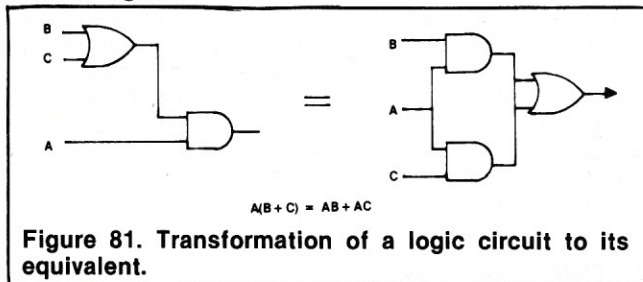 B
C
A
=
B
A
C
A(B + C) = AB + AC
Figure 81. Transformation of a logic circuit to its
equivalent.